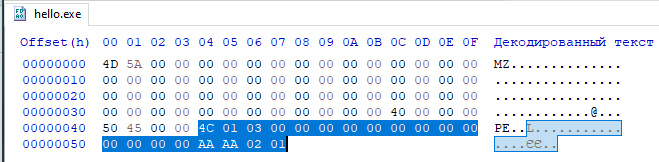 hello.exe
Offset(h) 00 01 02 03 04 05 06 07 08 09 0A 0B 0C 0D 0E 0F Декодированный текст
00000000 4D 5A 00 00 00 00 00 00 00 00 00 00 00 00 00 00 MZ..............
00000010 00 00 00 00 00 00 00 00 00 00 00 00 00 00 00 00 ................
00000020 00 00 00 00 00 00 00 00 00 00 00 00 00 00 00 00 ................
00000030 00 00 00 00 00 00 00 00 00 00 00 00 40 00 00 00 ............@...
00000040 50 45 00 00 4C 01 03 00 00 00 00 00 00 00 00 00 PE..L...........
00000050 00 00 00 00 AA AA 02 01 ....ЄЄ..